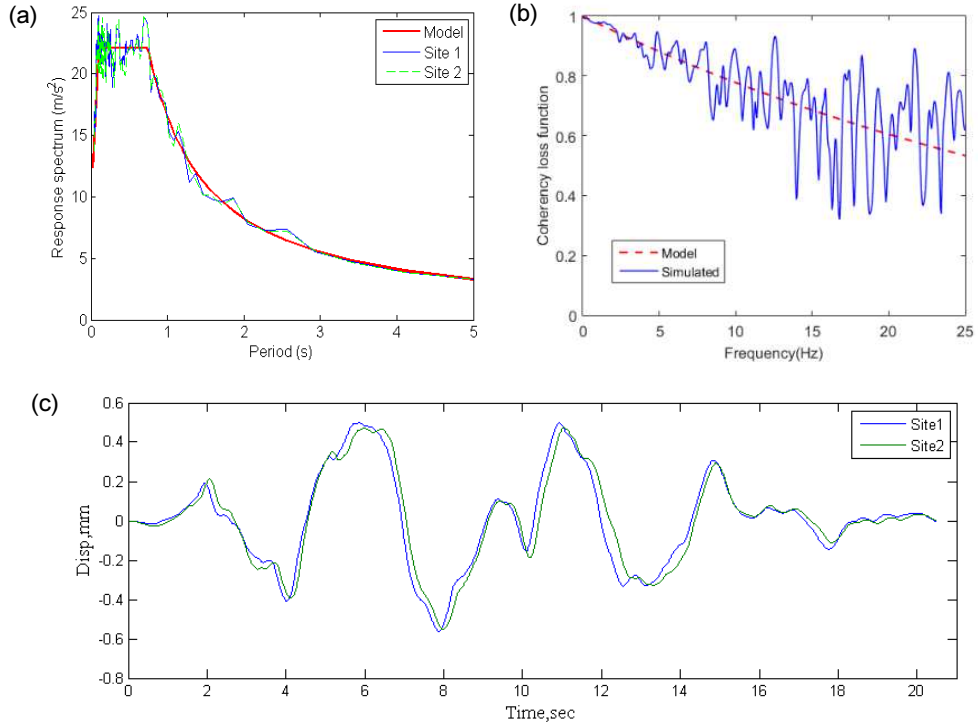 (a)
Response spectrum (m/s²)
25
20
15
10
5
0
0 1 2 3 4 5
Period (s)
Model
Site 1
Site 2
(b)
Coherency loss function
1
0.8
0.6
0.4
0.2
0
0 5 10 15 20 25
Frequency(Hz)
Model
Simulated
(c)
Disp,mm
0.6
0.4
0.2
0
-0.2
-0.4
-0.6
-0.8
0 2 4 6 8 10 12 14 16 18 20
Time,sec
Site1
Site2